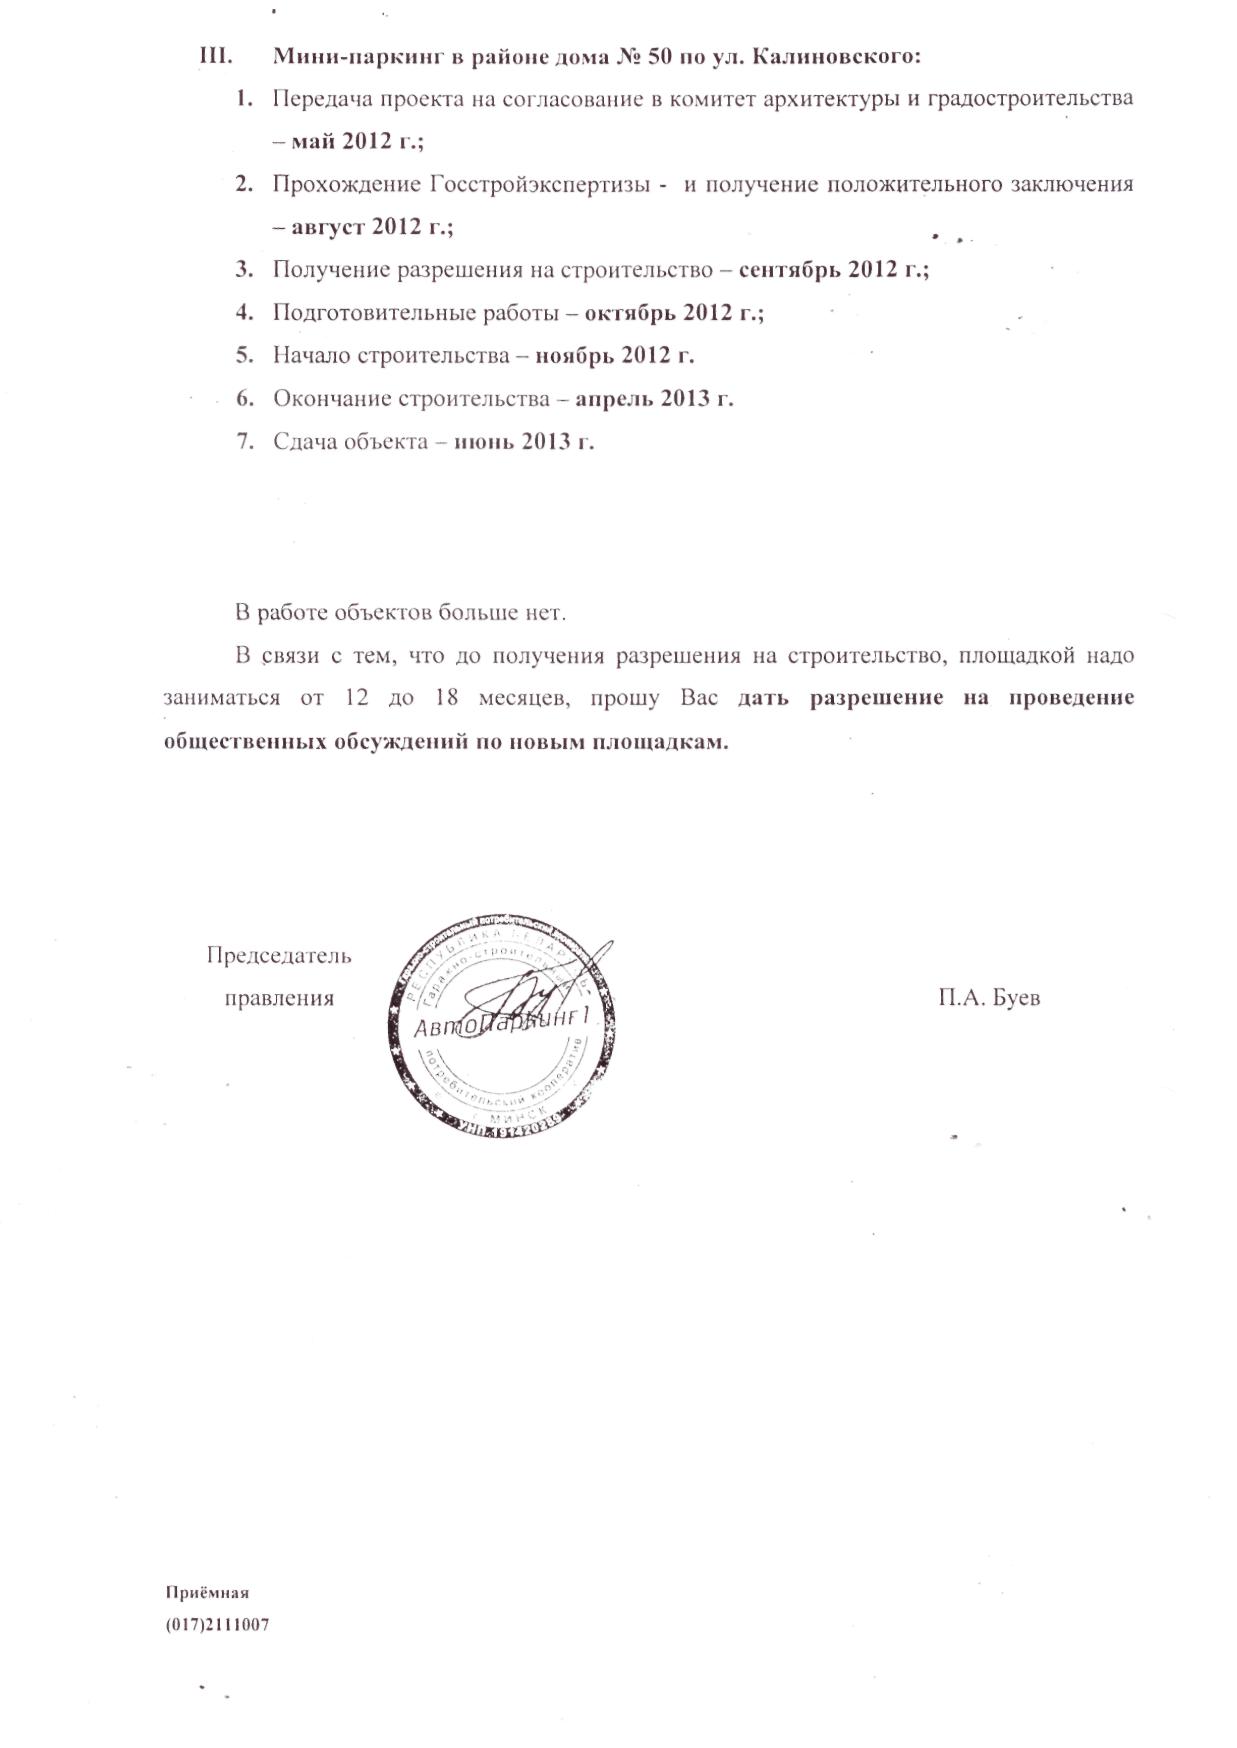 III. Мини-паркинг в районе дома № 50 по ул. Калиновского:
1. Передача проекта на согласование в комитет архитектуры и градостроительства
– май 2012 г.;
2. Прохождение Госстройэкспертизы - и получение положительного заключения
– август 2012 г.;
3. Получение разрешения на строительство – сентябрь 2012 г.;
4. Подготовительные работы – октябрь 2012 г.;
5. Начало строительства – ноябрь 2012 г.
6. Окончание строительства – апрель 2013 г.
7. Сдача объекта – июнь 2013 г.
В работе объектов больше нет.
В связи с тем, что до получения разрешения на строительство, площадкой надо
заниматься от 12 до 18 месяцев, прошу Вас дать разрешение на проведение
общественных обсуждений по новым площадкам.
Председатель
правления П.А. Буев
РЕСПУБЛИКА БЕЛАРУСЬ
Гаражно-строительный
АвтоПаркинг1
потребительский кооператив
г. МИНСК
Приёмная
(017)2111007